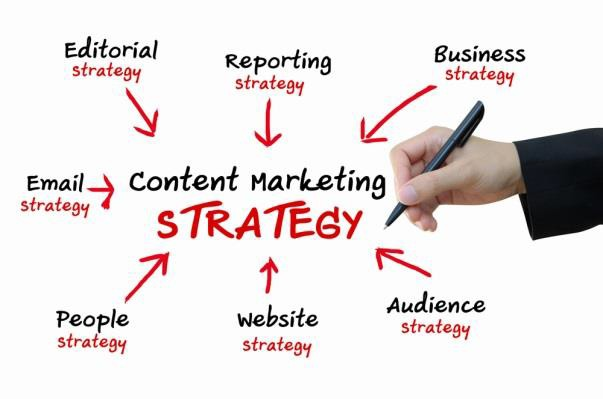 Editorial
strategy
Reporting
strategy
Business
strategy
Email
strategy
Content Marketing
STRATEGY
People
strategy
Website
strategy
Audience
strategy